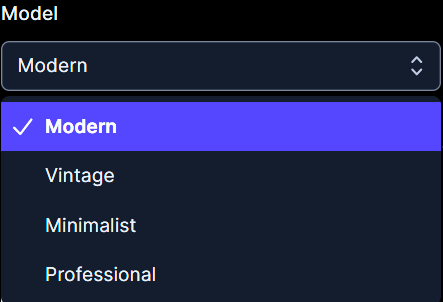 Model
Modern
Modern
Vintage
Minimalist
Professional